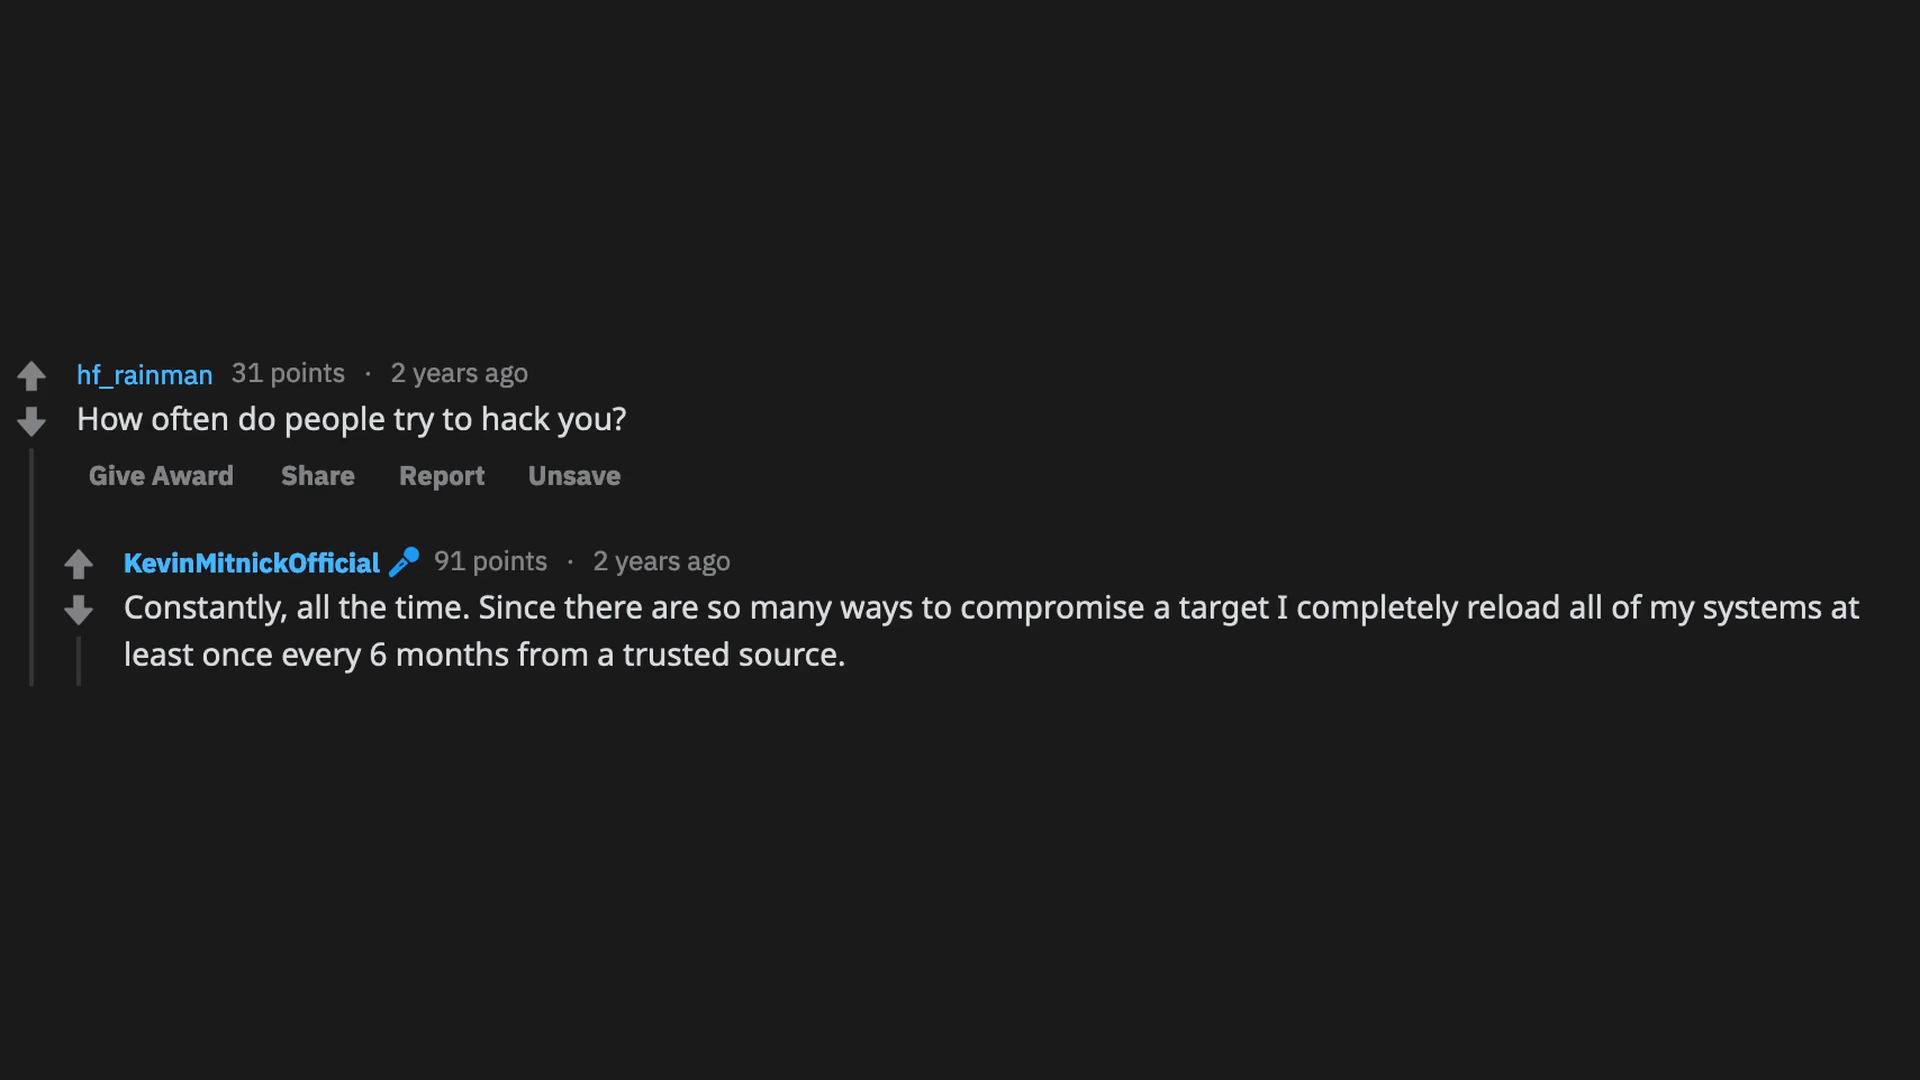 hf_rainman 31 points · 2 years ago
How often do people try to hack you?
Give Award Share Report Unsave
KevinMitnickOfficial 91 points · 2 years ago
Constantly, all the time. Since there are so many ways to compromise a target I completely reload all of my systems at
least once every 6 months from a trusted source.